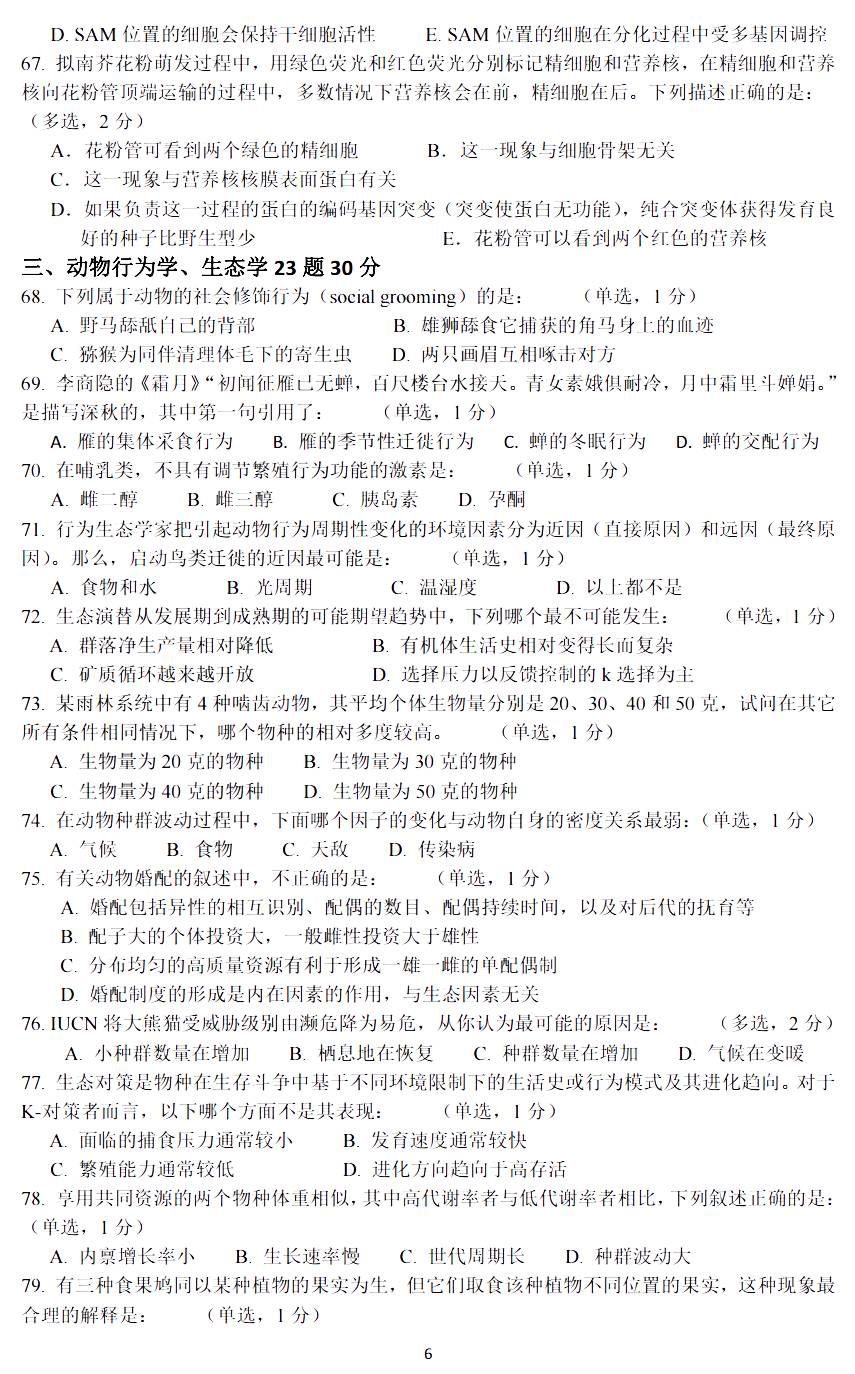 D. SAM 位置的细胞会保持干细胞活性 E. SAM 位置的细胞在分化过程中受多基因调控
67. 拟南芥花粉萌发过程中，用绿色荧光和红色荧光分别标记精细胞和营养核，在精细胞和营养
核向花粉管顶端运输的过程中，多数情况下营养核会在前，精细胞在后。下列描述正确的是：
（多选，2 分）
A．花粉管可看到两个绿色的精细胞 B．这一现象与细胞骨架无关
C．这一现象与营养核核膜表面蛋白有关
D．如果负责这一过程的蛋白的编码基因突变（突变使蛋白无功能），纯合突变体获得发育良
好的种子比野生型少 E．花粉管可以看到两个红色的营养核
三、动物行为学、生态学 23 题 30 分
68. 下列属于动物的社会修饰行为（social grooming）的是： （单选，1 分）
A. 野马舔舐自己的背部 B. 雄狮舔食它捕获的角马身上的血迹
C. 猕猴为同伴清理体毛下的寄生虫 D. 两只画眉互相啄击对方
69. 李商隐的《霜月》“初闻征雁已无蝉，百尺楼台水接天。青女素娥俱耐冷，月中霜里斗婵娟。”
是描写深秋的，其中第一句引用了： （单选，1 分）
A. 雁的集体采食行为 B. 雁的季节性迁徙行为 C. 蝉的冬眠行为 D. 蝉的交配行为
70. 在哺乳类，不具有调节繁殖行为功能的激素是： （单选，1 分）
A. 雌二醇 B. 雌三醇 C. 胰岛素 D. 孕酮
71. 行为生态学家把引起动物行为周期性变化的环境因素分为近因（直接原因）和远因（最终原
因）。那么，启动鸟类迁徙的近因最可能是： （单选，1 分）
A. 食物和水 B. 光周期 C. 温湿度 D. 以上都不是
72. 生态演替从发展期到成熟期的可能期望趋势中，下列哪个最不可能发生： （单选，1 分）
A. 群落净生产量相对降低 B. 有机体生活史相对变得长而复杂
C. 矿质循环越来越开放 D. 选择压力以反馈控制的 k 选择为主
73. 某雨林系统中有 4 种啮齿动物，其平均个体生物量分别是 20、30、40 和 50 克，试问在其它
所有条件相同情况下，哪个物种的相对多度较高。 （单选，1 分）
A. 生物量为 20 克的物种 B. 生物量为 30 克的物种
C. 生物量为 40 克的物种 D. 生物量为 50 克的物种
74. 在动物种群波动过程中，下面哪个因子的变化与动物自身的密度关系最弱：（单选，1 分）
A. 气候 B. 食物 C. 天敌 D. 传染病
75. 有关动物婚配的叙述中，不正确的是： （单选，1 分）
A. 婚配包括异性的相互识别、配偶的数目、配偶持续时间，以及对后代的抚育等
B. 配子大的个体投资大，一般雌性投资大于雄性
C. 分布均匀的高质量资源有利于形成一雄一雌的单配偶制
D. 婚配制度的形成是内在因素的作用，与生态因素无关
76. IUCN 将大熊猫受威胁级别由濒危降为易危，从你认为最可能的原因是： （多选，2 分）
A. 小种群数量在增加 B. 栖息地在恢复 C. 种群数量在增加 D. 气候在变暖
77. 生态对策是物种在生存斗争中基于不同环境限制下的生活史或行为模式及其进化趋向。对于
K-对策者而言，以下哪个方面不是其表现： （单选，1 分）
A. 面临的捕食压力通常较小 B. 发育速度通常较快
C. 繁殖能力通常较低 D. 进化方向趋向于高存活
78. 享用共同资源的两个物种体重相似，其中高代谢率者与低代谢率者相比，下列叙述正确的是：
（单选，1 分）
A. 内禀增长率小 B. 生长速率慢 C. 世代周期长 D. 种群波动大
79. 有三种食果鸠同以某种植物的果实为生，但它们取食该种植物不同位置的果实，这种现象最
合理的解释是： （单选，1 分）
6